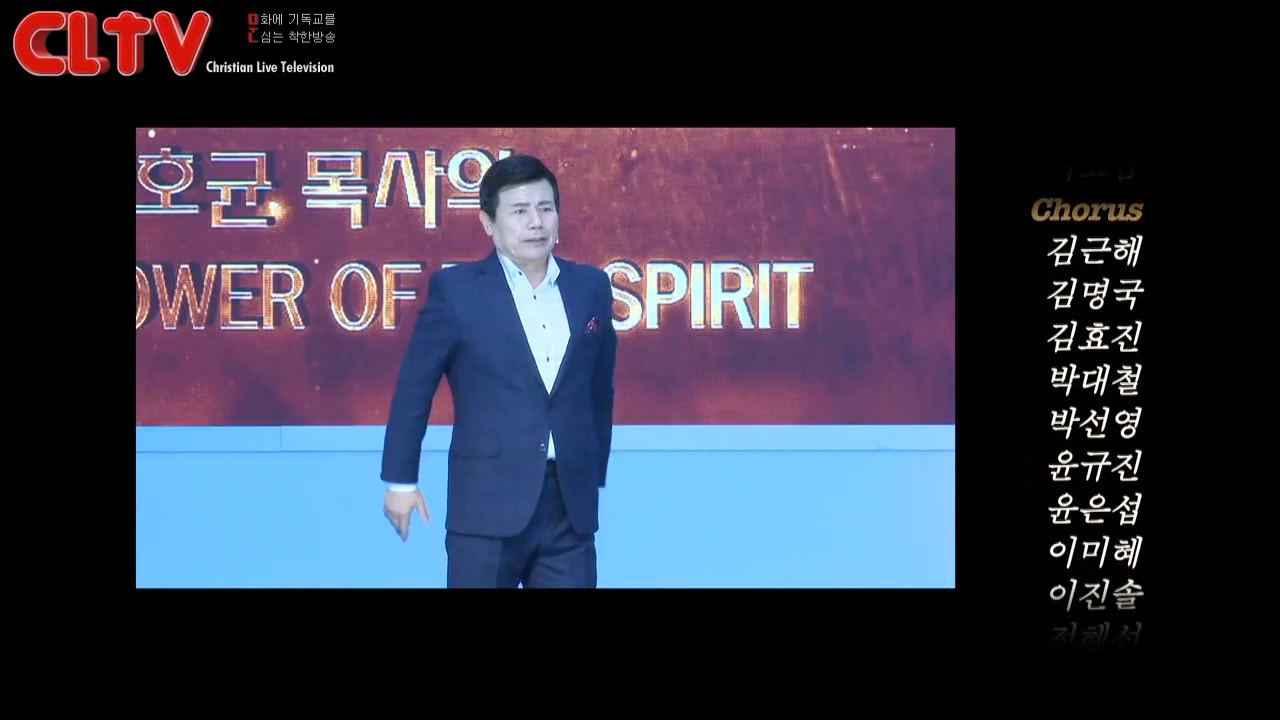 CLTV
문화에 기독교를
심는 착한방송
Christian Live Television
호균 목사의
OWER OF SPIRIT
Chorus
김근해
김명국
김효진
박대철
박선영
윤규진
윤은섭
이미혜
이진솔